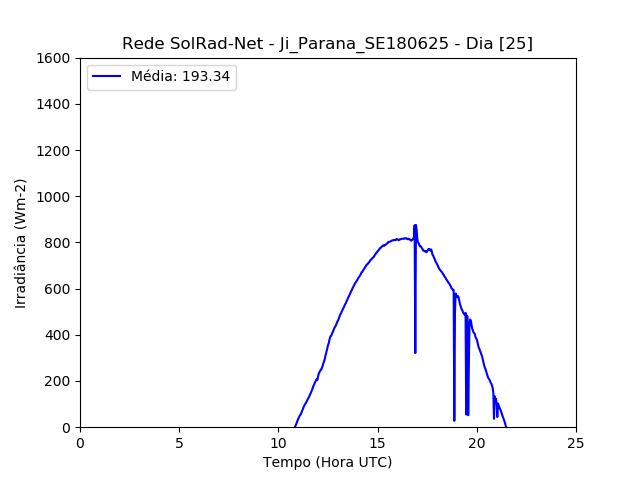 Rede SolRad-Net - Ji_Parana_SE180625 - Dia [25]
Média: 193.34
1600
1400
1200
1000
800
600
400
200
0
Irradiância (Wm-2)
0 5 10 15 20 25
Tempo (Hora UTC)